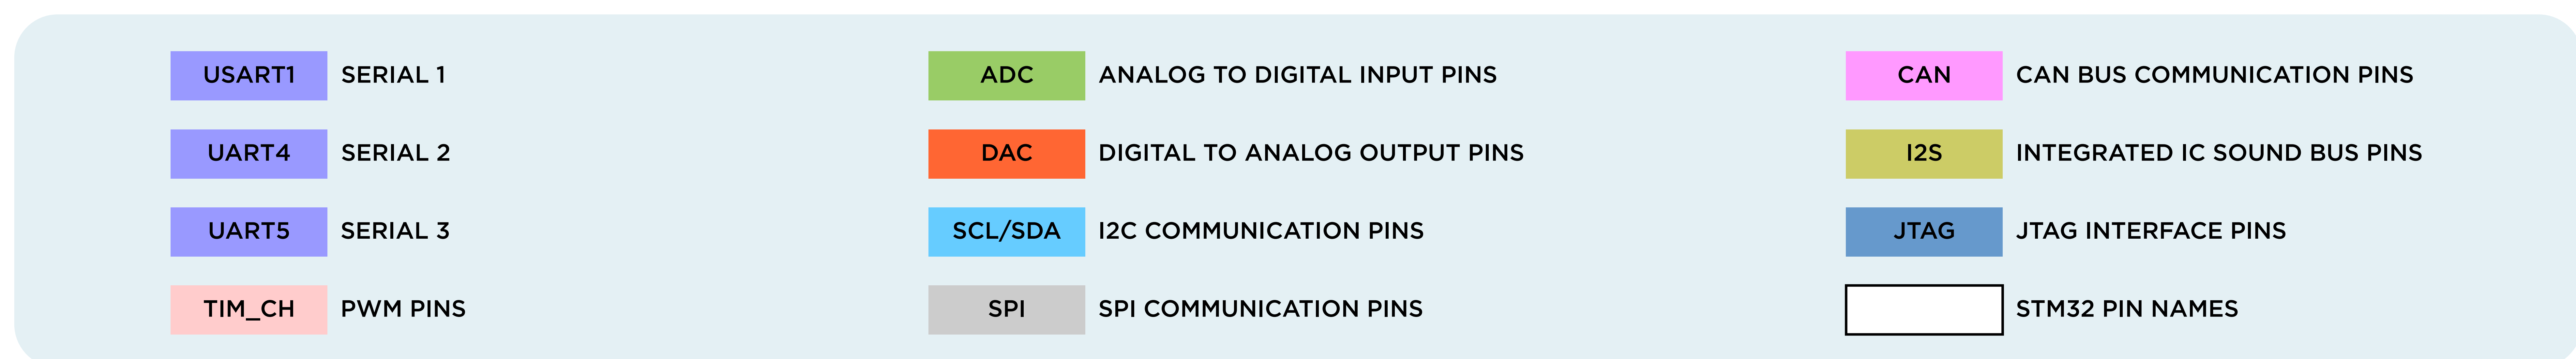 USART1 SERIAL 1
UART4 SERIAL 2
UART5 SERIAL 3
TIM_CH PWM PINS
ADC ANALOG TO DIGITAL INPUT PINS
DAC DIGITAL TO ANALOG OUTPUT PINS
SCL/SDA I2C COMMUNICATION PINS
SPI SPI COMMUNICATION PINS
CAN CAN BUS COMMUNICATION PINS
I2S INTEGRATED IC SOUND BUS PINS
JTAG JTAG INTERFACE PINS
STM32 PIN NAMES